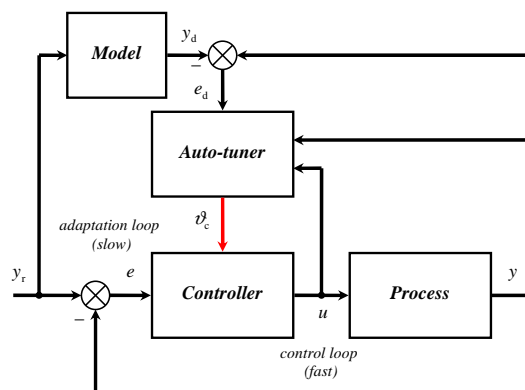 y_d
Model
−
e_d
Auto-tuner
ϑ_c
adaptation loop
(slow)
y_r
e
Controller
Process
y
−
u
control loop
(fast)